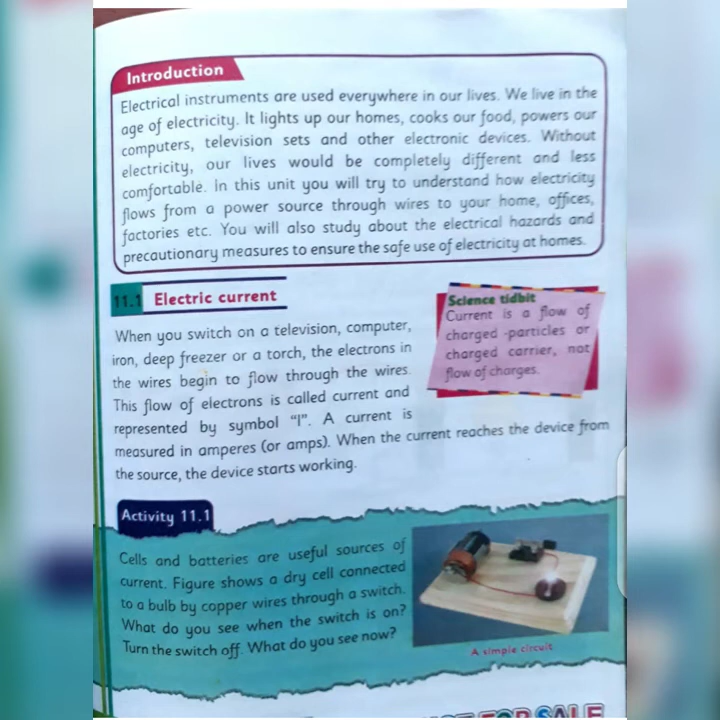 Introduction
Electrical instruments are used everywhere in our lives. We live in the
age of electricity. It lights up our homes, cooks our food, powers our
computers, television sets and other electronic devices. Without
electricity, our lives would be completely different and less
comfortable. In this unit you will try to understand how electricity
flows from a power source through wires to your home, offices,
factories etc. You will also study about the electrical hazards and
precautionary measures to ensure the safe use of electricity at homes.
11.1 Electric current
When you switch on a television, computer,
iron, deep freezer or a torch, the electrons in
the wires begin to flow through the wires.
This flow of electrons is called current and
represented by symbol "I". A current is
measured in amperes (or amps). When the current reaches the device from
the source, the device starts working.
Science tidbit
Current is a flow of
charged -particles or
charged carrier, not
flow of charges.
Activity 11.1
Cells and batteries are useful sources of
current. Figure shows a dry cell connected
to a bulb by copper wires through a switch.
What do you see when the switch is on?
Turn the switch off. What do you see now?
A simple circuit
FOR SALE